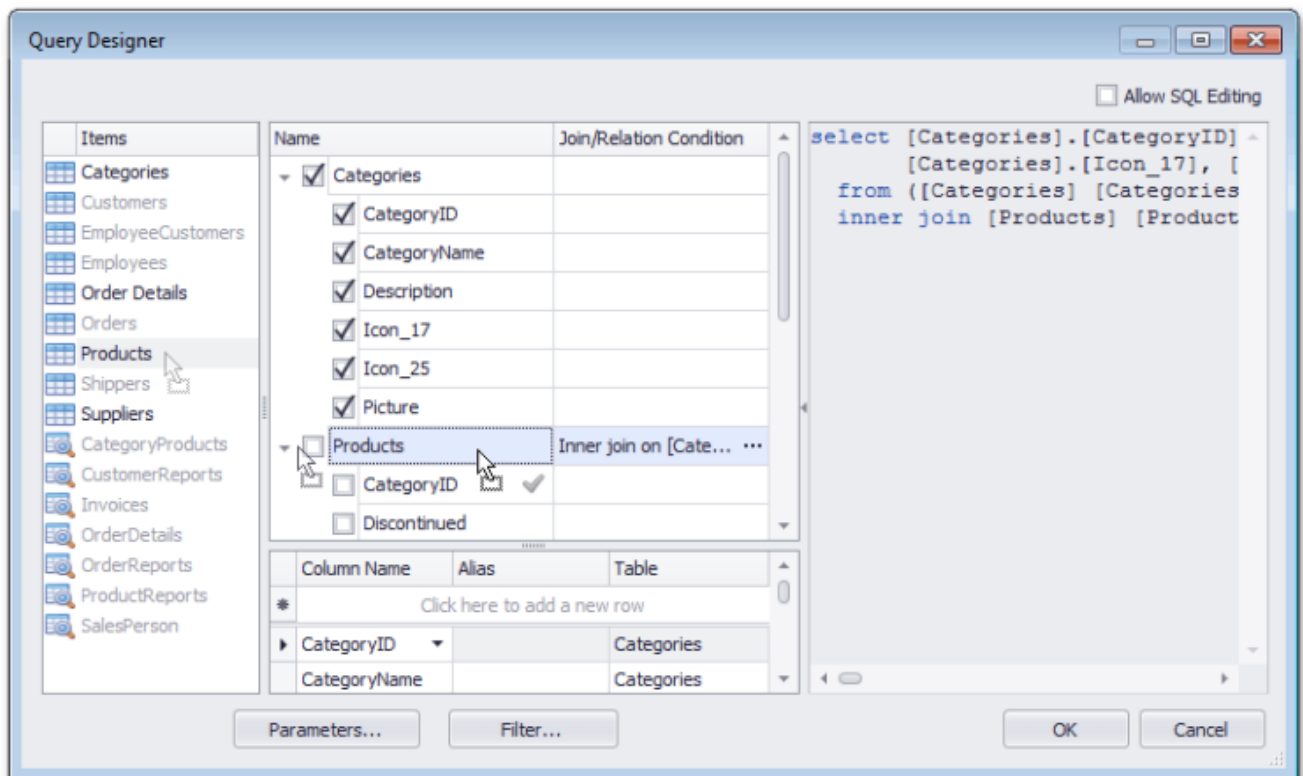 Query Designer
Allow SQL Editing
Items
Categories
Customers
EmployeeCustomers
Employees
Order Details
Orders
Products
Shippers
Suppliers
CategoryProducts
CustomerReports
Invoices
OrderDetails
OrderReports
ProductReports
SalesPerson
Name Join/Relation Condition
Categories
CategoryID
CategoryName
Description
Icon_17
Icon_25
Picture
Products Inner join on [Cate... ...
CategoryID
Discontinued
Column Name Alias Table
Click here to add a new row
CategoryID Categories
CategoryName Categories
select [Categories].[CategoryID]
[Categories].[Icon_17], [
from ([Categories] [Categories
inner join [Products] [Product
Parameters... Filter... OK Cancel